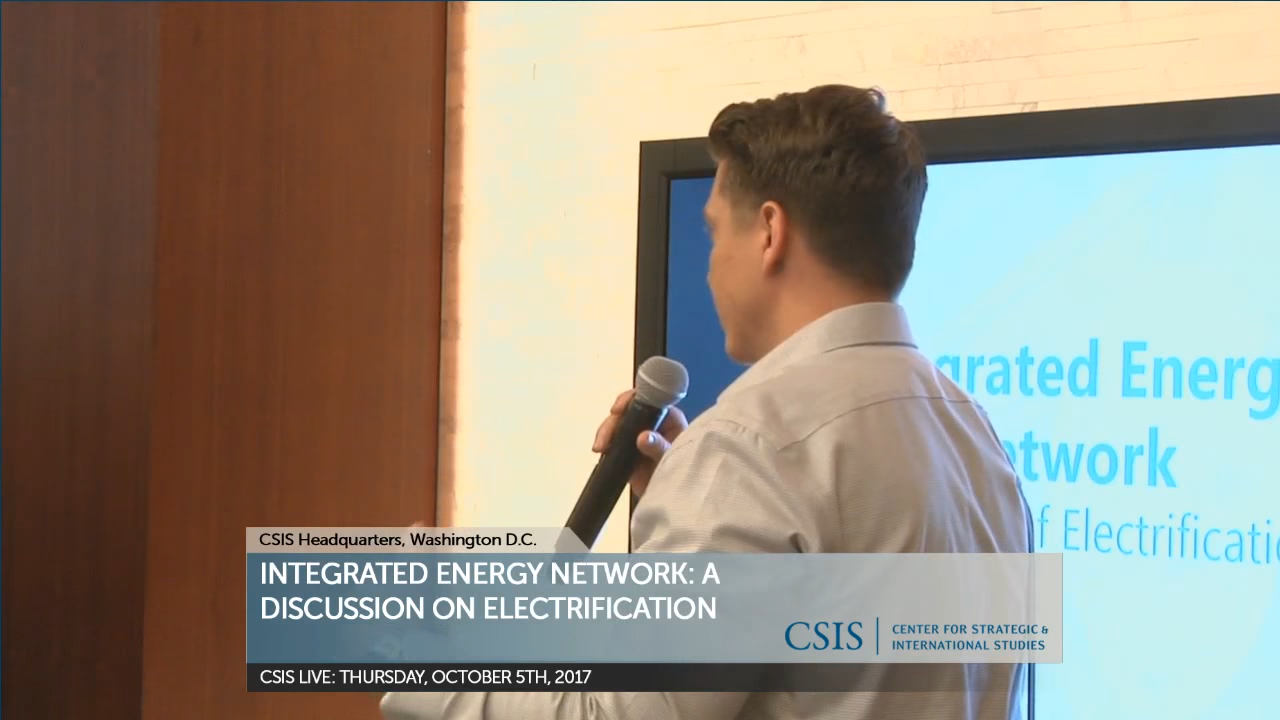 grated Energ
twork
f Electrificati
CSIS Headquarters, Washington D.C.
INTEGRATED ENERGY NETWORK: A
DISCUSSION ON ELECTRIFICATION
CSIS
CENTER FOR STRATEGIC &
INTERNATIONAL STUDIES
CSIS LIVE: THURSDAY, OCTOBER 5TH, 2017